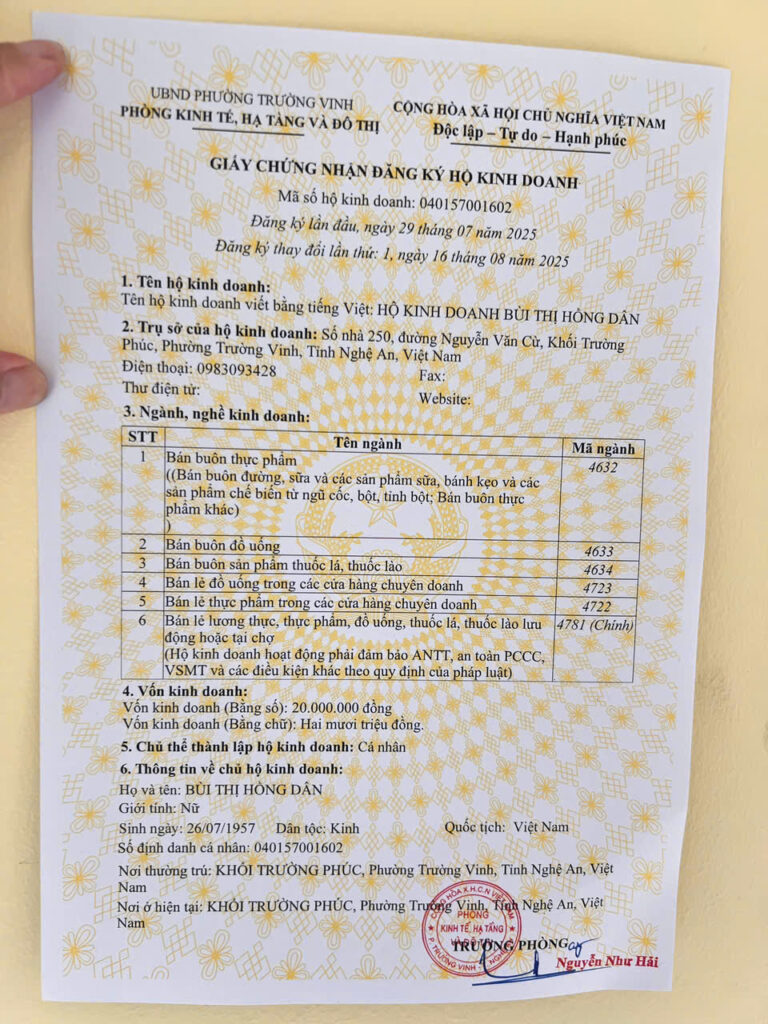 UBND PHƯỜNG TRƯỜNG VINH
PHÒNG KINH TẾ, HẠ TẦNG VÀ ĐÔ THỊ
CỘNG HÒA XÃ HỘI CHỦ NGHĨA VIỆT NAM
Độc lập – Tự do – Hạnh phúc
GIẤY CHỨNG NHẬN ĐĂNG KÝ HỘ KINH DOANH
Mã số hộ kinh doanh: 040157001602
Đăng ký lần đầu, ngày 29 tháng 07 năm 2025
Đăng ký thay đổi lần thứ: 1, ngày 16 tháng 08 năm 2025
1. Tên hộ kinh doanh:
Tên hộ kinh doanh viết bằng tiếng Việt: HỘ KINH DOANH BÙI THỊ HỒNG DÂN
2. Trụ sở của hộ kinh doanh: Số nhà 250, đường Nguyễn Văn Cừ, Khối Trường
Phúc, Phường Trường Vinh, Tỉnh Nghệ An, Việt Nam
Điện thoại: 0983093428 Fax:
Thư điện tử: Website:
3. Ngành, nghề kinh doanh:
STT Tên ngành Mã ngành
1 Bán buôn thực phẩm 4632
((Bán buôn đường, sữa và các sản phẩm sữa, bánh kẹo và các
sản phẩm chế biến từ ngũ cốc, bột, tinh bột; Bán buôn thực
phẩm khác)
)
2 Bán buôn đồ uống 4633
3 Bán buôn sản phẩm thuốc lá, thuốc lào 4634
4 Bán lẻ đồ uống trong các cửa hàng chuyên doanh 4723
5 Bán lẻ thực phẩm trong các cửa hàng chuyên doanh 4722
6 Bán lẻ lương thực, thực phẩm, đồ uống, thuốc lá, thuốc lào lưu 4781 (Chính)
động hoặc tại chợ
(Hộ kinh doanh hoạt động phải đảm bảo ANTT, an toàn PCCC,
VSMT và các điều kiện khác theo quy định của pháp luật)
4. Vốn kinh doanh:
Vốn kinh doanh (Bằng số): 20.000.000 đồng
Vốn kinh doanh (Bằng chữ): Hai mươi triệu đồng.
5. Chủ thể thành lập hộ kinh doanh: Cá nhân
6. Thông tin về chủ hộ kinh doanh:
Họ và tên: BÙI THỊ HỒNG DÂN
Giới tính: Nữ
Sinh ngày: 26/07/1957 Dân tộc: Kinh Quốc tịch: Việt Nam
Số định danh cá nhân: 040157001602
Nơi thường trú: KHỐI TRƯỜNG PHÚC, Phường Trường Vinh, Tỉnh Nghệ An, Việt
Nam
Nơi ở hiện tại: KHỐI TRƯỜNG PHÚC, Phường Trường Vinh, Tỉnh Nghệ An, Việt
Nam
PHÒNG
KINH TẾ, HẠ TẦNG
VÀ ĐÔ THỊ
TRƯỞNG PHÒNG
Nguyễn Như Hải